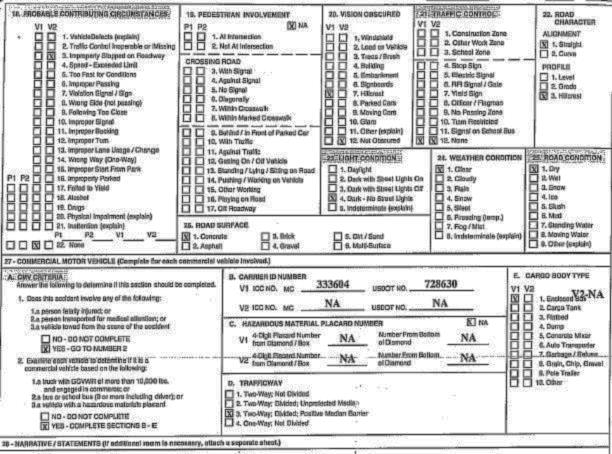 18. PROBABLE CONTRIBUTING CIRCUMSTANCES
V1 V2
1. Vehicle Defects (explain)
2. Traffic Control Inoperable or Missing
3. Improperly Stopped on Roadway
4. Speed - Exceeded Limit
5. Too Fast for Conditions
6. Improper Passing
7. Violation Signal / Sign
8. Wrong Side (not passing)
9. Following Too Close
10. Improper Signal
11. Improper Backing
12. Improper Turn
13. Improper Lane Usage / Change
14. Wrong Way (One-Way)
15. Improper Start From Park
16. Improperly Parked
P1 P2
17. Failed to Yield
18. Alcohol
19. Drugs
20. Physical Impairment (explain)
21. Inattention (explain)
P1 P2 V1 V2
22. None
19. PEDESTRIAN INVOLVEMENT
P1 P2 X NA
1. At Intersection
2. Not At Intersection
CROSSING ROAD
3. With Signal
4. Against Signal
5. No Signal
6. Diagonally
7. Within Crosswalk
8. Within Marked Crosswalk
9. Behind / In Front of Parked Car
10. With Traffic
11. Against Traffic
12. Getting On / Off Vehicle
13. Standing / Lying / Sitting on Road
14. Pushing / Working on Vehicle
15. Other Working
16. Playing on Road
17. Off Roadway
20. VISION OBSCURED
V1 V2
1. Windshield
2. Load on Vehicle
3. Trees / Brush
4. Building
5. Embankment
6. Signboards
7. Hillcrest
8. Parked Cars
9. Moving Cars
10. Glare
11. Other (explain)
12. Not Obscured
21. TRAFFIC CONTROL
V1 V2
1. Construction Zone
2. Other Work Zone
3. School Zone
4. Stop Sign
5. Electric Signal
6. RR Signal / Gate
7. Yield Sign
8. Officer / Flagman
9. No Passing Zone
10. Turn Restricted
11. Signal on School Bus
12. None
22. ROAD CHARACTER
ALIGNMENT
1. Straight
2. Curve
PROFILE
1. Level
2. Grade
3. Hillcrest
23. LIGHT CONDITION
1. Daylight
2. Dark with Street Lights On
3. Dark with Street Lights Off
4. Dark - No Street Lights
5. Indeterminate (explain)
24. WEATHER CONDITION
1. Clear
2. Cloudy
3. Rain
4. Snow
5. Sleet
6. Freezing (temp.)
7. Fog / Mist
8. Indeterminate (explain)
25. ROAD CONDITION
1. Dry
2. Wet
3. Snow
4. Ice
5. Slush
6. Mud
7. Standing Water
8. Moving Water
9. Other (explain)
26. ROAD SURFACE
1. Concrete 3. Brick 5. Dirt / Sand
2. Asphalt 4. Gravel 6. Multi-Surface
27 - COMMERCIAL MOTOR VEHICLE (Complete for each commercial vehicle involved.)
A. CMV CRITERIA
Answer the following to determine if this section should be completed.
1. Does this accident involve any of the following:
1.a person fatally injured; or
2.a person transported for medical attention; or
3.a vehicle towed from the scene of the accident
NO - DO NOT COMPLETE
YES - GO TO NUMBER 2
2. Examine each vehicle to determine if it is a
commercial vehicle based on the following:
1.a truck with GGVWR of more than 10,000 lbs.
and engaged in commerce; or
2.a bus or school bus (9 or more including driver); or
3.a vehicle with a hazardous materials placard
NO - DO NOT COMPLETE
YES - COMPLETE SECTIONS B - E
B. CARRIER ID NUMBER
V1 ICC NO. MC 333604 USDOT NO. 728630
V2 ICC NO. MC NA USDOT NO. NA
C. HAZARDOUS MATERIAL PLACARD NUMBER X NA
V1 4-Digit Placard Number from Diamond / Box NA Number From Bottom of Diamond NA
V2 4-Digit Placard Number from Diamond / Box NA Number From Bottom of Diamond NA
D. TRAFFICWAY
1. Two-Way; Not Divided
2. Two-Way; Divided; Unprotected Median
3. Two-Way; Divided; Positive Median Barrier
4. One-Way; Not Divided
E. CARGO BODY TYPE
V1 V2 V2-NA
1. Enclosed Box
2. Cargo Tank
3. Flatbed
4. Dump
5. Concrete Mixer
6. Auto Transporter
7. Garbage / Refuse
8. Grain, Chip, Gravel
9. Pole Trailer
10. Other
28 - NARRATIVE / STATEMENTS (If additional room is necessary, attach a separate sheet.)